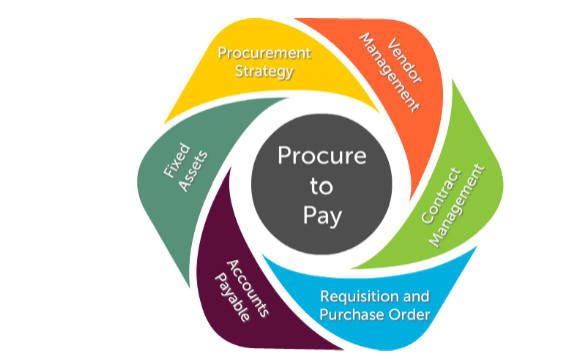 Procurement
Strategy
Vendor
Management
Contract
Management
Requisition and
Purchase Order
Accounts
Payable
Fixed
Assets
Procure
to
Pay